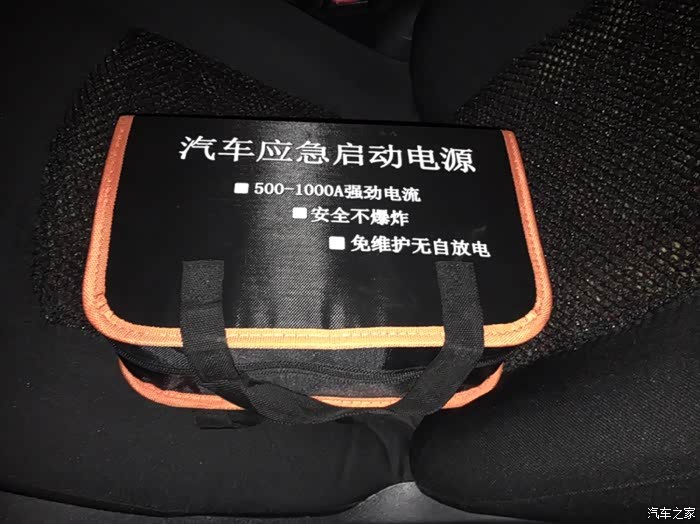 汽车应急启动电源
500-1000A强劲电流
安全不爆炸
免维护无自放电
汽车之家